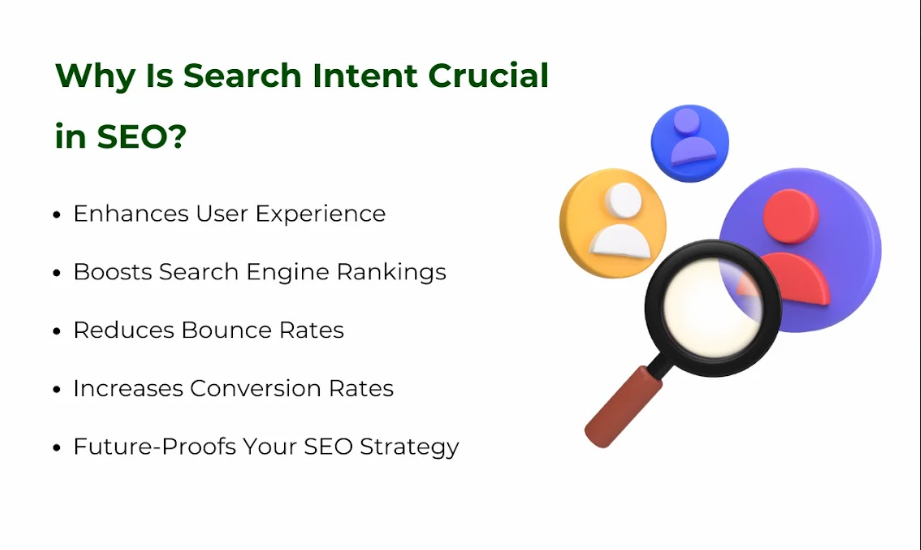 Why Is Search Intent Crucial
in SEO?
• Enhances User Experience
• Boosts Search Engine Rankings
• Reduces Bounce Rates
• Increases Conversion Rates
• Future-Proofs Your SEO Strategy